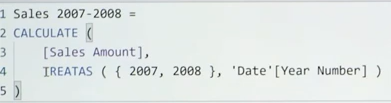 1 Sales 2007-2008 =
2 CALCULATE (
3 [Sales Amount],
4 TREATAS ( { 2007, 2008 }, 'Date'[Year Number] )
5 )